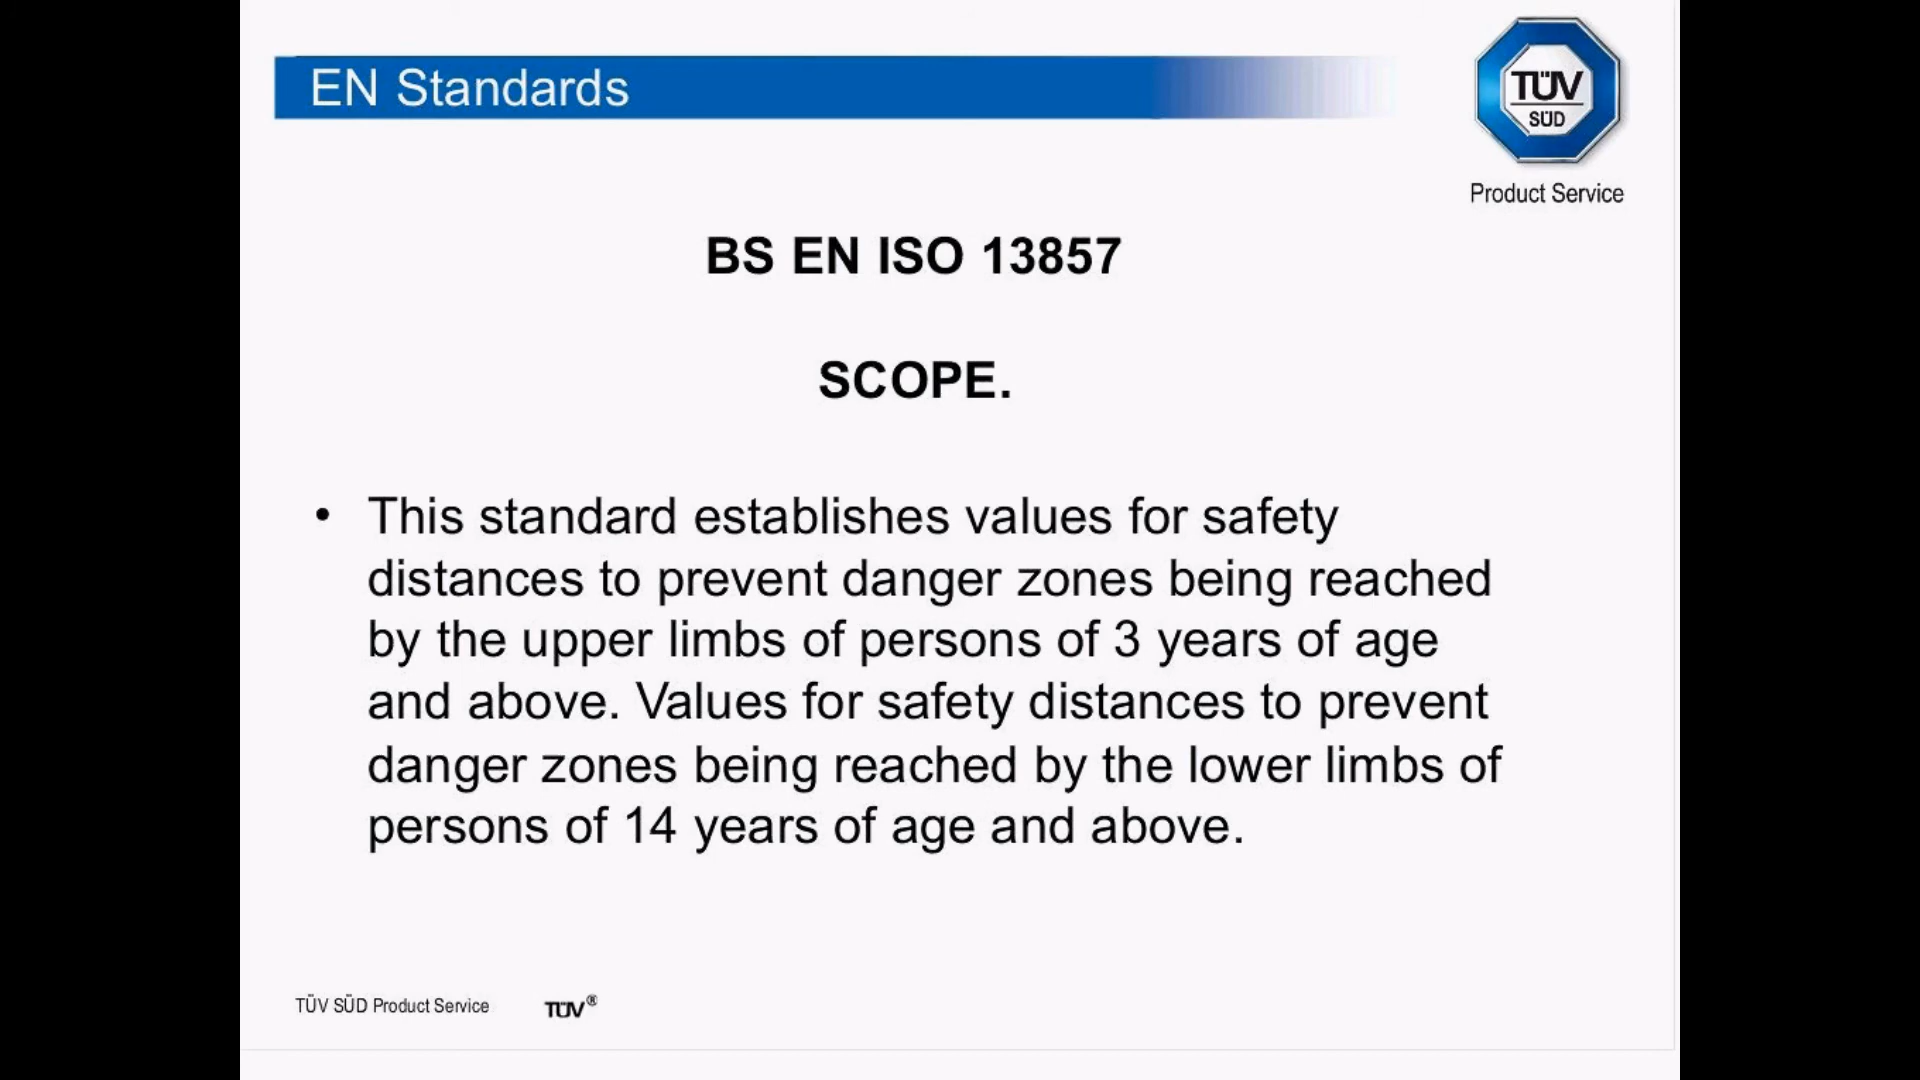 EN Standards
TÜV
SÜD
Product Service
BS EN ISO 13857
SCOPE.
• This standard establishes values for safety
distances to prevent danger zones being reached
by the upper limbs of persons of 3 years of age
and above. Values for safety distances to prevent
danger zones being reached by the lower limbs of
persons of 14 years of age and above.
TÜV SÜD Product Service TÜV®